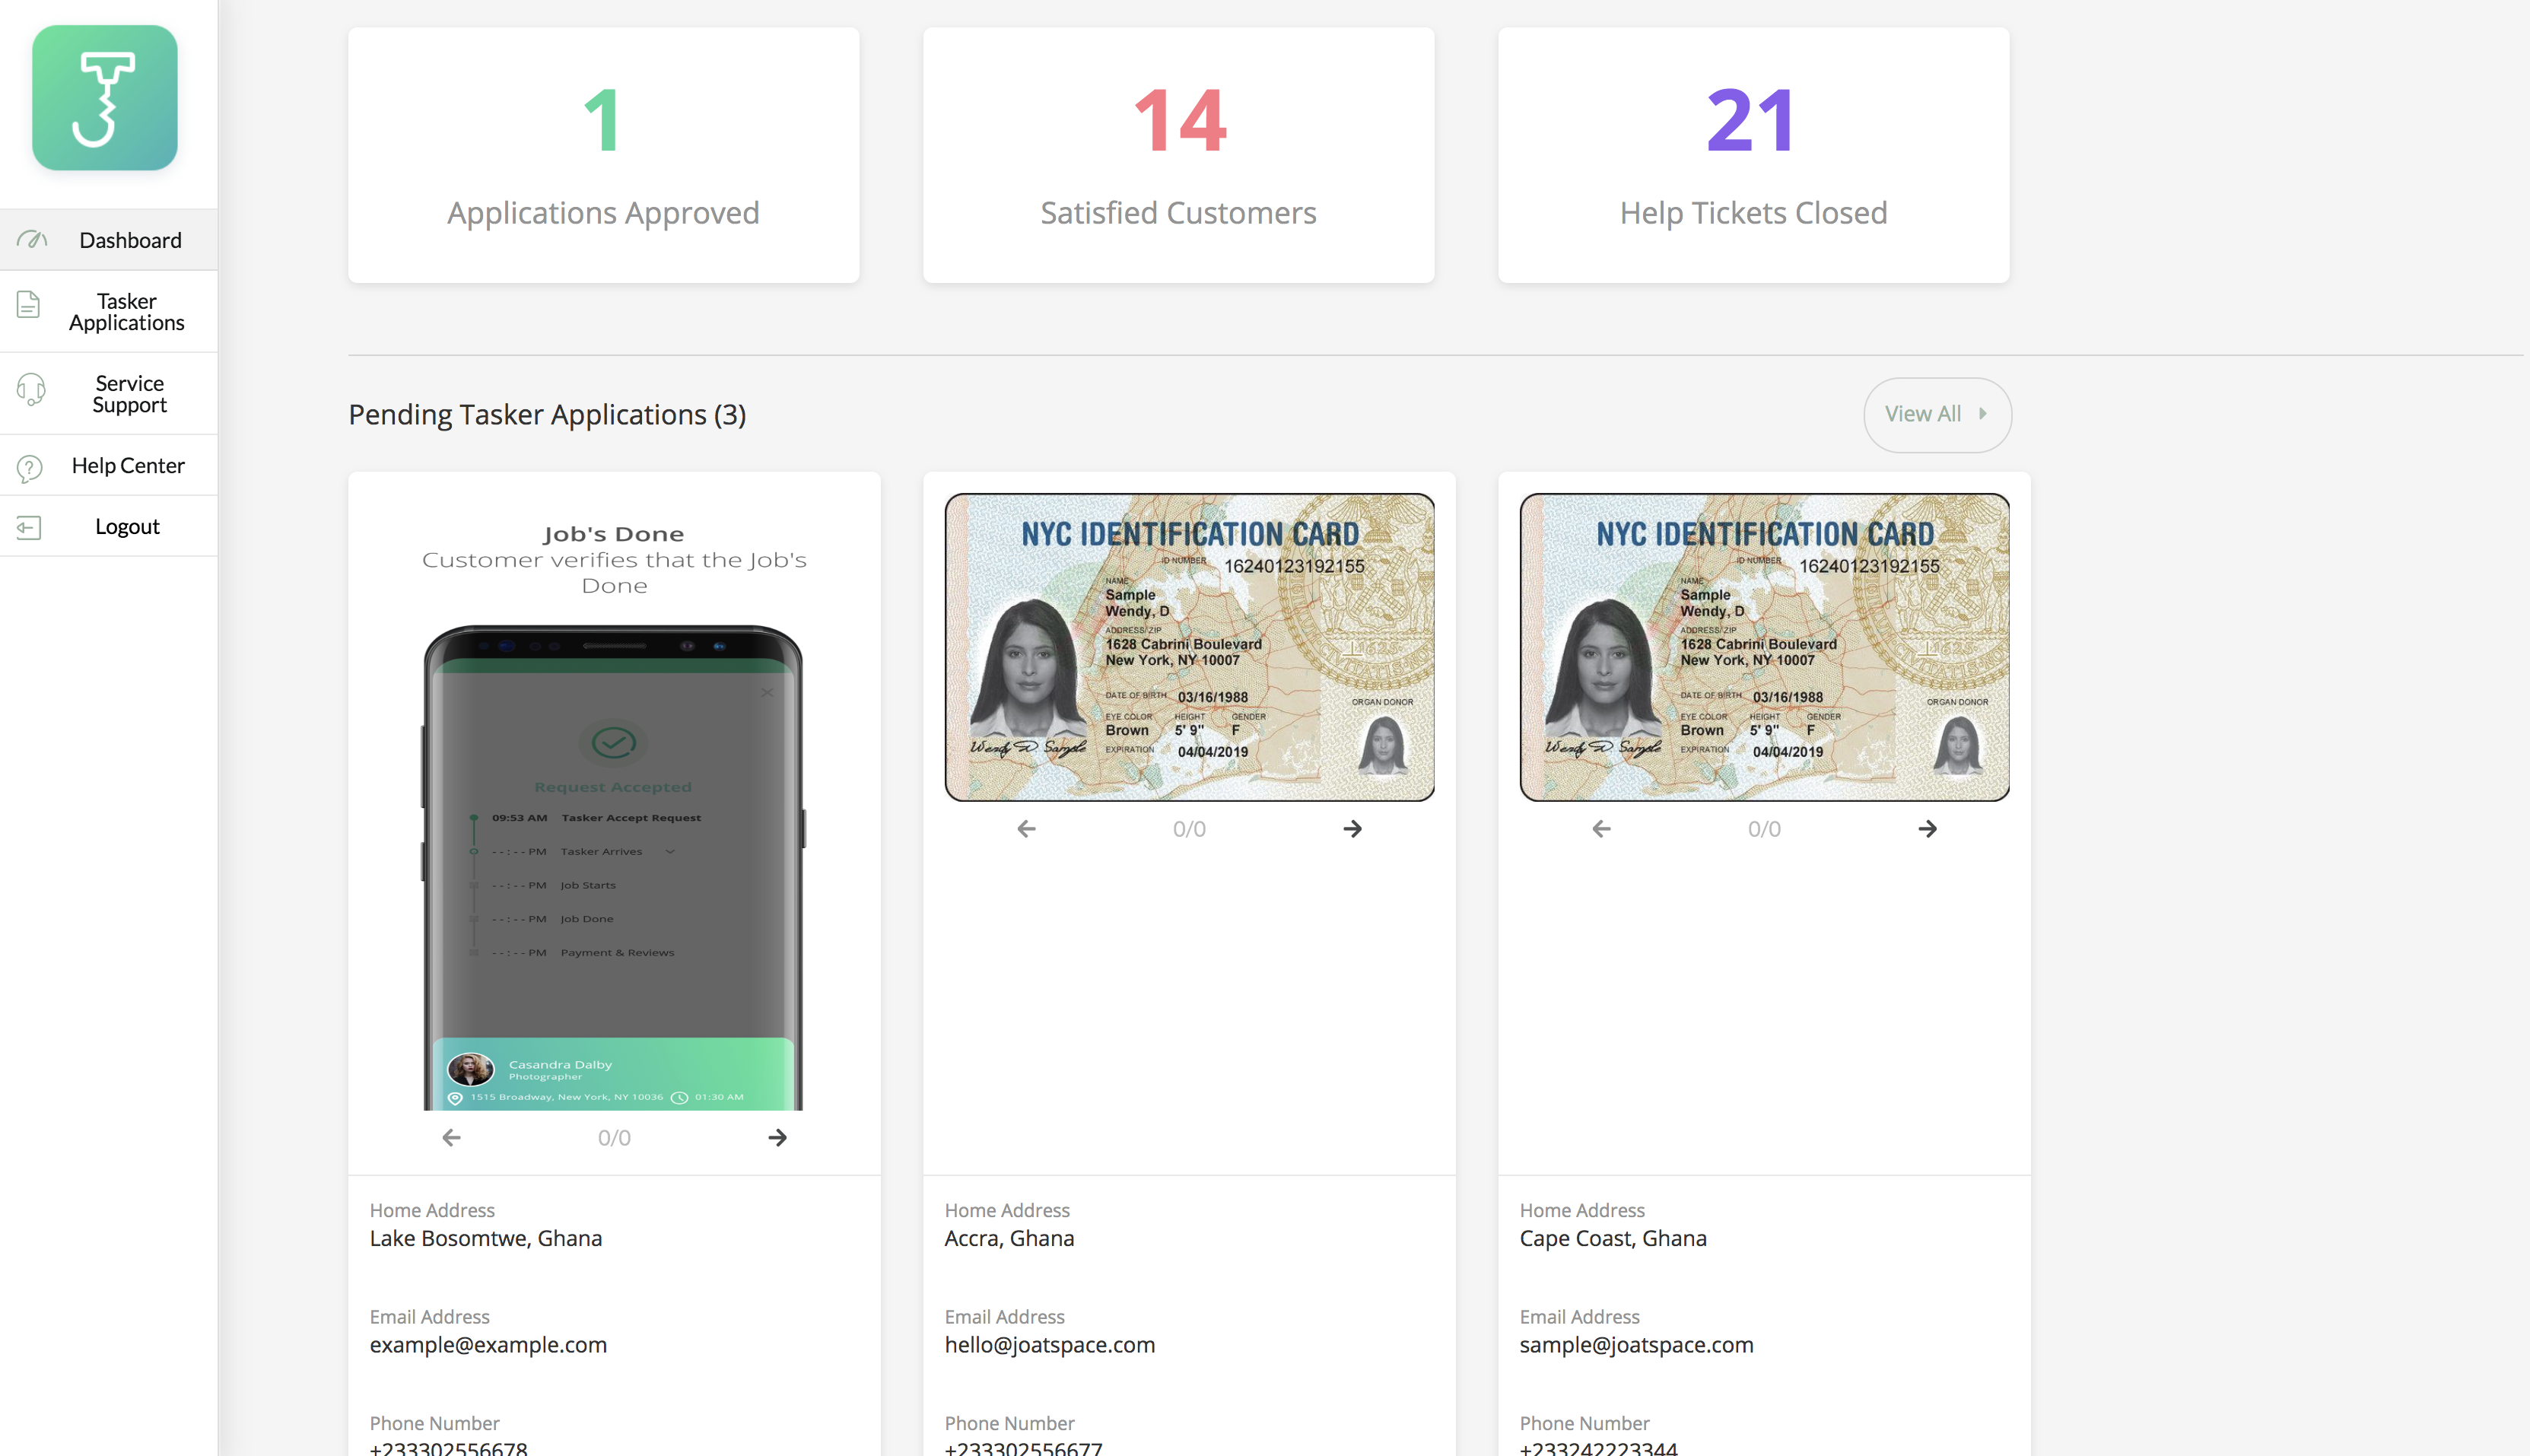 Dashboard
Tasker
Applications
Service
Support
Help Center
Logout
1
Applications Approved
14
Satisfied Customers
21
Help Tickets Closed
Pending Tasker Applications (3)
View All
Job's Done
Customer verifies that the Job's
Done
Request Accepted
09:53 AM Tasker Accept Request
--:-- PM Tasker Arrives
--:-- PM Job Starts
--:-- PM Job Done
--:-- PM Payment & Reviews
Casandra Dalby
Photographer
1515 Broadway, New York, NY 10036 01:30 AM
0/0
Home Address
Lake Bosomtwe, Ghana
Email Address
example@example.com
Phone Number
+233302556678
NYC IDENTIFICATION CARD
ID NUMBER 16240123192155
NAME
Sample
Wendy, D
ADDRESS/ZIP
1628 Cabrini Boulevard
New York, NY 10007
DATE OF BIRTH 03/16/1988
ORGAN DONOR
EYE COLOR HEIGHT GENDER
Brown 5' 9" F
Wendy D. Sample
EXPIRATION 04/04/2019
0/0
Home Address
Accra, Ghana
Email Address
hello@joatspace.com
Phone Number
+233302556677
NYC IDENTIFICATION CARD
ID NUMBER 16240123192155
NAME
Sample
Wendy, D
ADDRESS/ZIP
1628 Cabrini Boulevard
New York, NY 10007
DATE OF BIRTH 03/16/1988
ORGAN DONOR
EYE COLOR HEIGHT GENDER
Brown 5' 9" F
Wendy D. Sample
EXPIRATION 04/04/2019
0/0
Home Address
Cape Coast, Ghana
Email Address
sample@joatspace.com
Phone Number
+233242223344